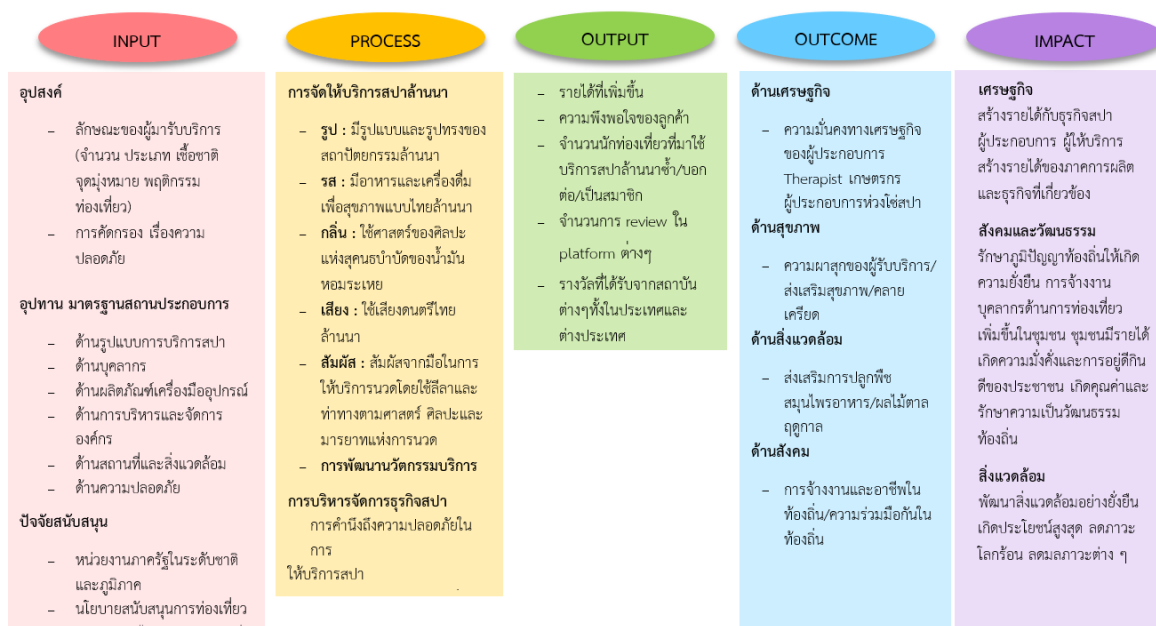 INPUT
อุปสงค์
– ลักษณะของผู้มารับบริการ
(จำนวน ประเภท เชื้อชาติ
จุดมุ่งหมาย พฤติกรรม
ท่องเที่ยว)
– การคัดกรอง เรื่องความ
ปลอดภัย
อุปทาน มาตรฐานสถานประกอบการ
– ด้านรูปแบบการบริการสปา
– ด้านบุคลากร
– ด้านผลิตภัณฑ์เครื่องมืออุปกรณ์
– ด้านการบริหารและจัดการ
องค์กร
– ด้านสถานที่และสิ่งแวดล้อม
– ด้านความปลอดภัย
ปัจจัยสนับสนุน
– หน่วยงานภาครัฐในระดับชาติ
และภูมิภาค
– นโยบายสนับสนุนการท่องเที่ยว
PROCESS
การจัดให้บริการสปาล้านนา
– รูป : มีรูปแบบและรูปทรงของ
สถาปัตยกรรมล้านนา
– รส : มีอาหารและเครื่องดื่ม
เพื่อสุขภาพแบบไทยล้านนา
– กลิ่น : ใช้ศาสตร์ของศิลปะ
แห่งสุคนธบำบัดของน้ำมัน
หอมระเหย
– เสียง : ใช้เสียงดนตรีไทย
ล้านนา
– สัมผัส : สัมผัสจากมือในการ
ให้บริการนวดโดยใช้ลีลาและ
ท่าทางตามศาสตร์ ศิลปะและ
มารยาทแห่งการนวด
– การพัฒนานวัตกรรมบริการ
การบริหารจัดการธุรกิจสปา
การคำนึงถึงความปลอดภัยใน
การ
ให้บริการสปา
OUTPUT
– รายได้ที่เพิ่มขึ้น
– ความพึงพอใจของลูกค้า
– จำนวนนักท่องเที่ยวที่มาใช้
บริการสปาล้านนาซ้ำ/บอก
ต่อ/เป็นสมาชิก
– จำนวนการ review ใน
platform ต่างๆ
– รางวัลที่ได้รับจากสถาบัน
ต่างๆทั้งในประเทศและ
ต่างประเทศ
OUTCOME
ด้านเศรษฐกิจ
– ความมั่นคงทางเศรษฐกิจ
ของผู้ประกอบการ
Therapist เกษตรกร
ผู้ประกอบการห่วงโซ่สปา
ด้านสุขภาพ
– ความผาสุกของผู้รับบริการ/
ส่งเสริมสุขภาพ/คลาย
เครียด
ด้านสิ่งแวดล้อม
– ส่งเสริมการปลูกพืช
สมุนไพรอาหาร/ผลไม้ตาล
ฤดูกาล
ด้านสังคม
– การจ้างงานและอาชีพใน
ท้องถิ่น/ความร่วมมือกันใน
ท้องถิ่น
IMPACT
เศรษฐกิจ
สร้างรายได้กับธุรกิจสปา
ผู้ประกอบการ ผู้ให้บริการ
สร้างรายได้ของภาคการผลิต
และธุรกิจที่เกี่ยวข้อง
สังคมและวัฒนธรรม
รักษาภูมิปัญญาท้องถิ่นให้เกิด
ความยั่งยืน การจ้างงาน
บุคลากรด้านการท่องเที่ยว
เพิ่มขึ้นในชุมชน ชุมชนมีรายได้
เกิดความมั่งคั่งและการอยู่ดีกิน
ดีของประชาชน เกิดคุณค่าและ
รักษาความเป็นวัฒนธรรม
ท้องถิ่น
สิ่งแวดล้อม
พัฒนาสิ่งแวดล้อมอย่างยั่งยืน
เกิดประโยชน์สูงสุด ลดภาวะ
โลกร้อน ลดมลภาวะต่าง ๆ